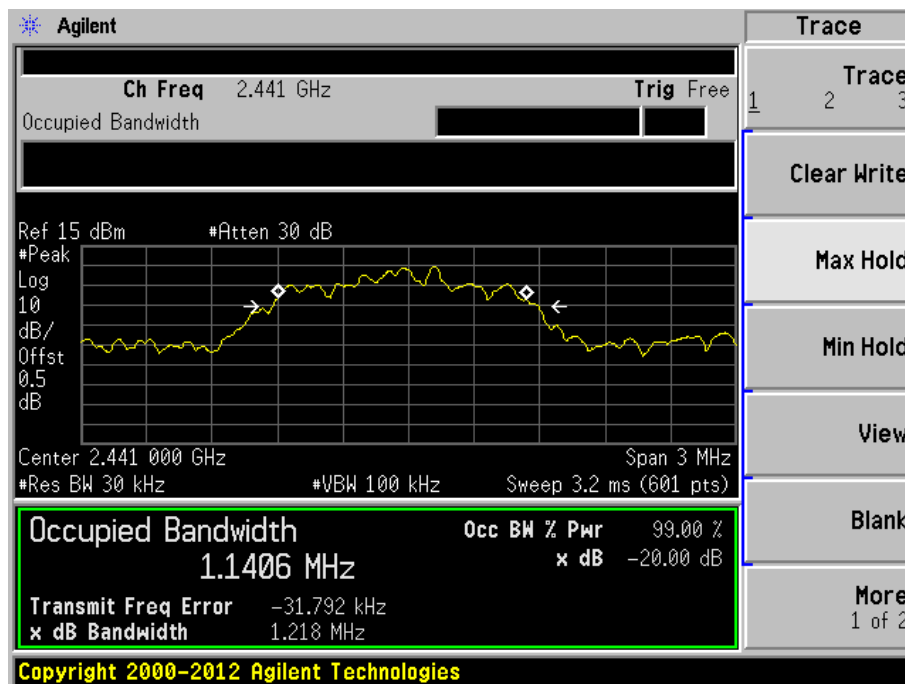 Agilent
Trace
Ch Freq 2.441 GHz Trig Free
Occupied Bandwidth
Trace
1 2 3
Clear Write
Max Hold
Min Hold
View
Blank
More
1 of 2
Ref 15 dBm #Atten 30 dB
#Peak
Log
10
dB/
Offst
0.5
dB
Center 2.441 000 GHz Span 3 MHz
#Res BW 30 kHz #VBW 100 kHz Sweep 3.2 ms (601 pts)
Occupied Bandwidth Occ BW % Pwr 99.00 %
1.1406 MHz x dB -20.00 dB
Transmit Freq Error -31.792 kHz
x dB Bandwidth 1.218 MHz
Copyright 2000-2012 Agilent Technologies